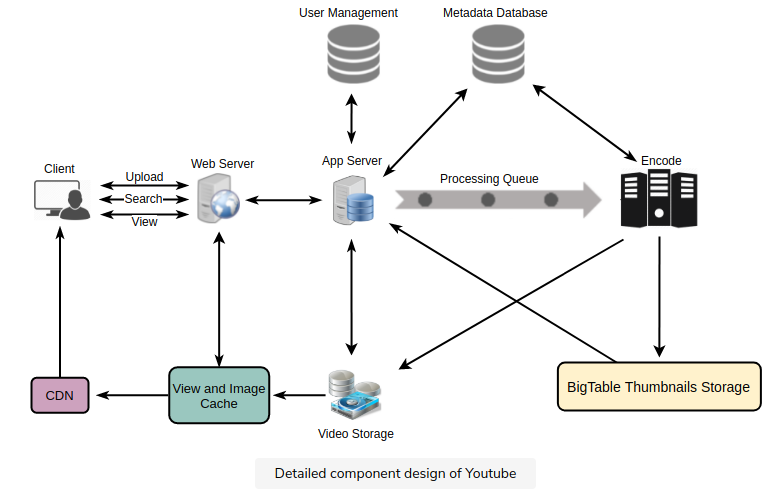 User Management
Metadata Database
Client
Web Server
App Server
Encode
Upload
Search
View
Processing Queue
CDN
View and Image
Cache
BigTable Thumbnails Storage
Video Storage
Detailed component design of Youtube